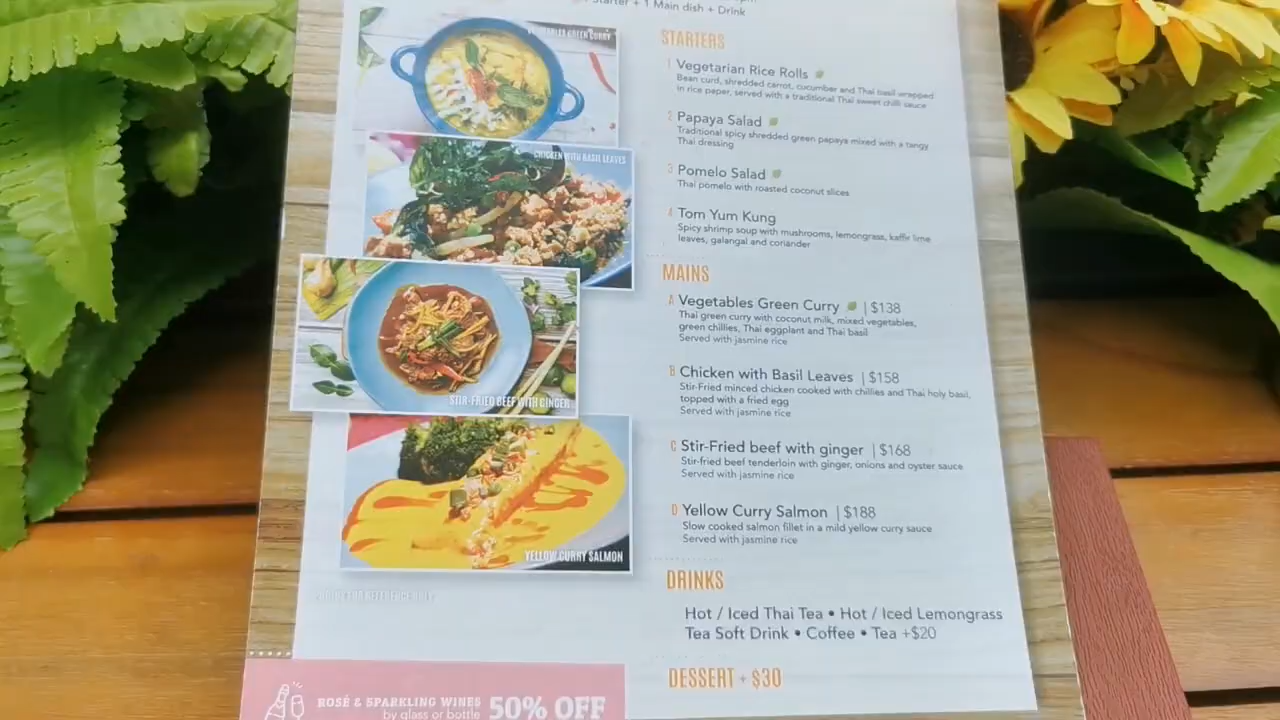 Starter + 1 Main dish + Drink
GREEN CURRY
CHICKEN WITH BASIL LEAVES
STIR-FRIED BEEF WITH GINGER
YELLOW CURRY SALMON
STARTERS
1 Vegetarian Rice Rolls
Bean curd, shredded carrot, cucumber and Thai basil wrapped
in rice paper, served with a traditional Thai sweet chilli sauce
2 Papaya Salad
Traditional spicy shredded green papaya mixed with a tangy
Thai dressing
3 Pomelo Salad
Thai pomelo with roasted coconut slices
4 Tom Yum Kung
Spicy shrimp soup with mushrooms, lemongrass, kaffir lime
leaves, galangal and coriander
MAINS
A Vegetables Green Curry | $138
Thai green curry with coconut milk, mixed vegetables,
green chillies, Thai eggplant and Thai basil
Served with jasmine rice
B Chicken with Basil Leaves | $158
Stir-Fried minced chicken cooked with chillies and Thai holy basil,
topped with a fried egg
Served with jasmine rice
C Stir-Fried beef with ginger | $168
Stir-fried beef tenderloin with ginger, onions and oyster sauce
Served with jasmine rice
D Yellow Curry Salmon | $188
Slow cooked salmon fillet in a mild yellow curry sauce
Served with jasmine rice
DRINKS
Hot / Iced Thai Tea • Hot / Iced Lemongrass
Tea Soft Drink • Coffee • Tea +$20
DESSERT + $30
ROSÉ & SPARKLING WINES
by glass or bottle
50% OFF